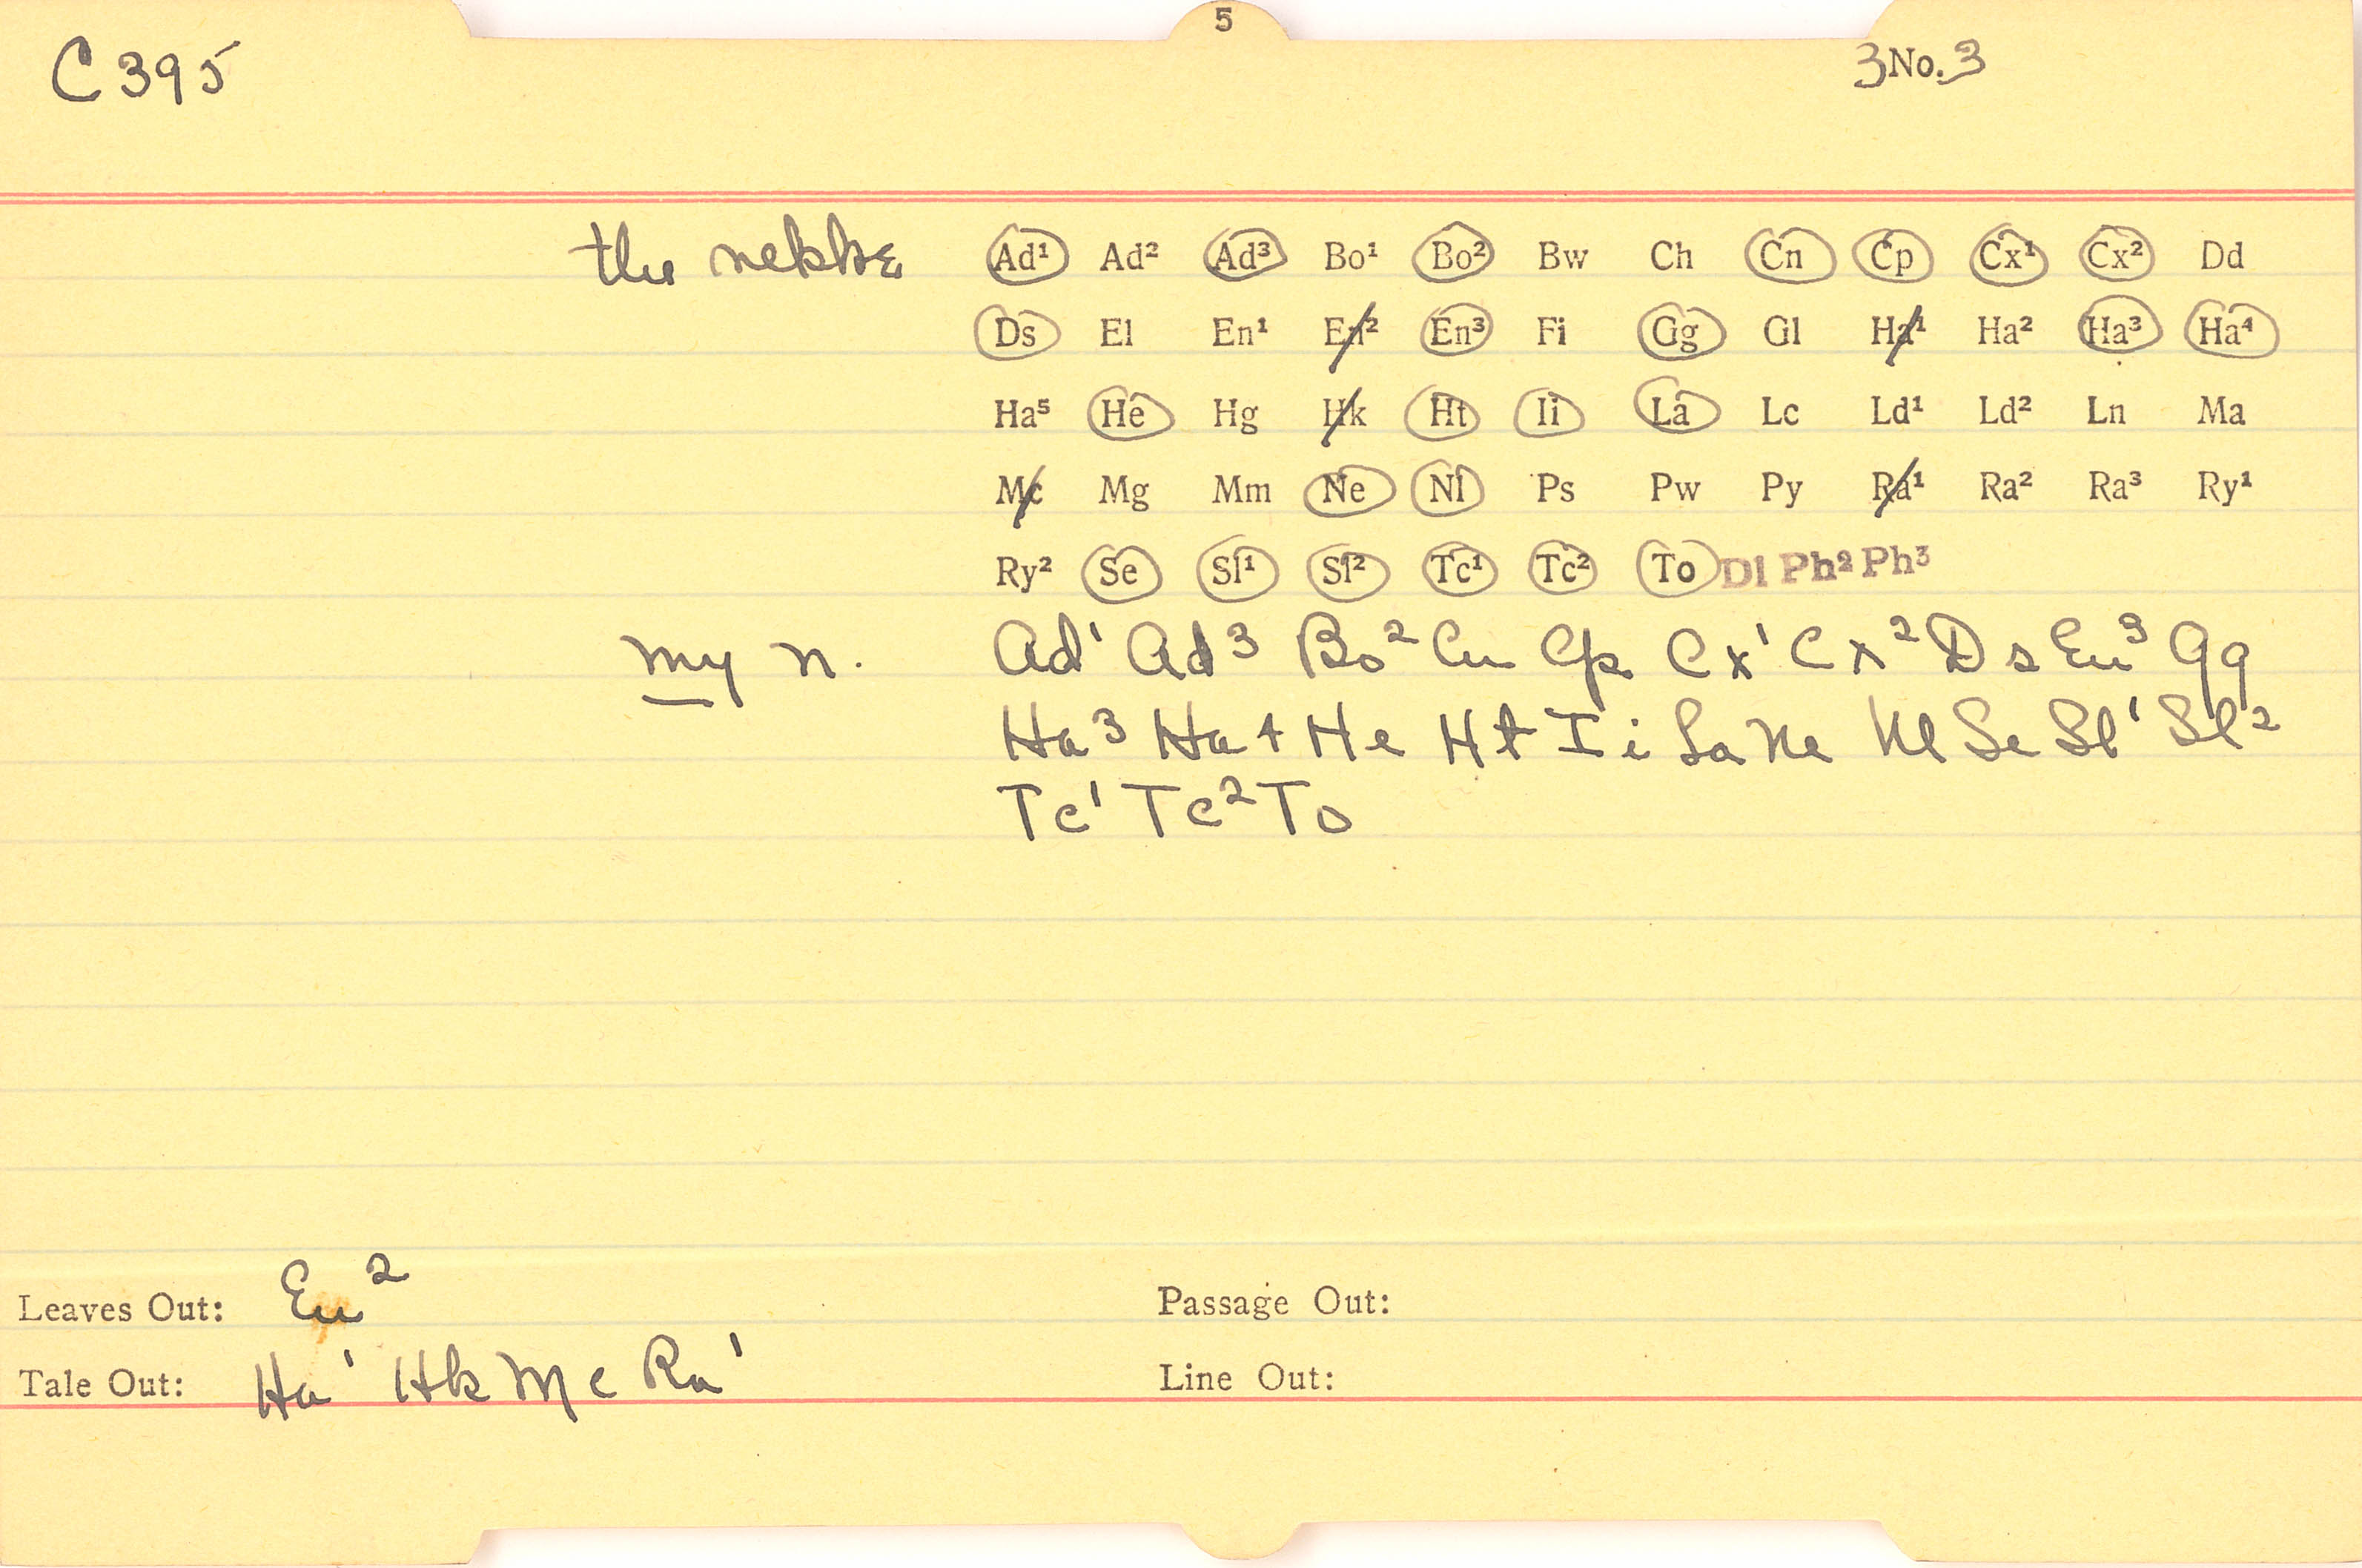 5
C 395 3No.3
the nekke Ad¹ Ad² Ad³ Bo¹ Bo² Bw Ch Cn Cp Cx¹ Cx² Dd
Ds El En¹ En² En³ Fi Gg Gl Ha¹ Ha² Ha³ Ha⁴
Ha⁵ He Hg Hk Ht Ii La Lc Ld¹ Ld² Ln Ma
Mc Mg Mm Ne Nl Ps Pw Py Ra¹ Ra² Ra³ Ry¹
Ry² Se Sl¹ Sl² Tc¹ Tc² To Dl Ph² Ph³
my n. Ad¹ Ad³ Bo² Cn Cp Cx¹ Cx² Ds En³ Gg
Ha³ Ha⁴ He Ht Ii La Ne Nl Se Sl¹ Sl²
Tc¹ Tc² To
Leaves Out: En² Passage Out:
Tale Out: Ha¹ Hk Mc Ra¹ Line Out: